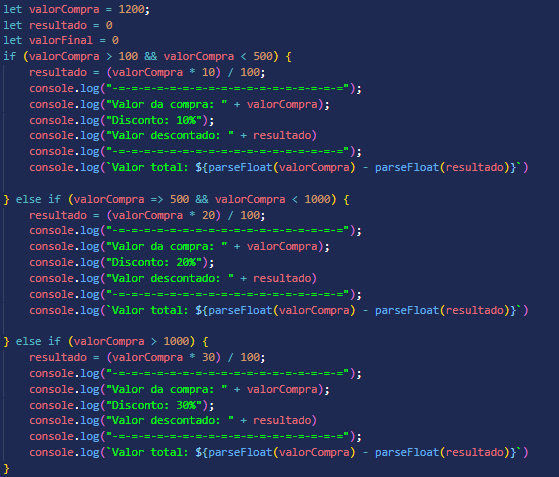 let valorCompra = 1200;
let resultado = 0
let valorFinal = 0
if (valorCompra > 100 && valorCompra < 500) {
    resultado = (valorCompra * 10) / 100;
    console.log("-=-=-=-=-=-=-=-=-=-=-=-=-=-=-=-=-=-=");
    console.log("Valor da compra: " + valorCompra);
    console.log("Disconto: 10%");
    console.log("Valor descontado: " + resultado)
    console.log("-=-=-=-=-=-=-=-=-=-=-=-=-=-=-=-=-=-=");
    console.log(`Valor total: ${parseFloat(valorCompra) - parseFloat(resultado)}`)
} else if (valorCompra => 500 && valorCompra < 1000) {
    resultado = (valorCompra * 20) / 100;
    console.log("-=-=-=-=-=-=-=-=-=-=-=-=-=-=-=-=-=-=");
    console.log("Valor da compra: " + valorCompra);
    console.log("Disconto: 20%");
    console.log("Valor descontado: " + resultado)
    console.log("-=-=-=-=-=-=-=-=-=-=-=-=-=-=-=-=-=-=");
    console.log(`Valor total: ${parseFloat(valorCompra) - parseFloat(resultado)}`)
} else if (valorCompra > 1000) {
    resultado = (valorCompra * 30) / 100;
    console.log("-=-=-=-=-=-=-=-=-=-=-=-=-=-=-=-=-=-=");
    console.log("Valor da compra: " + valorCompra);
    console.log("Disconto: 30%");
    console.log("Valor descontado: " + resultado)
    console.log("-=-=-=-=-=-=-=-=-=-=-=-=-=-=-=-=-=-=");
    console.log(`Valor total: ${parseFloat(valorCompra) - parseFloat(resultado)}`)
}